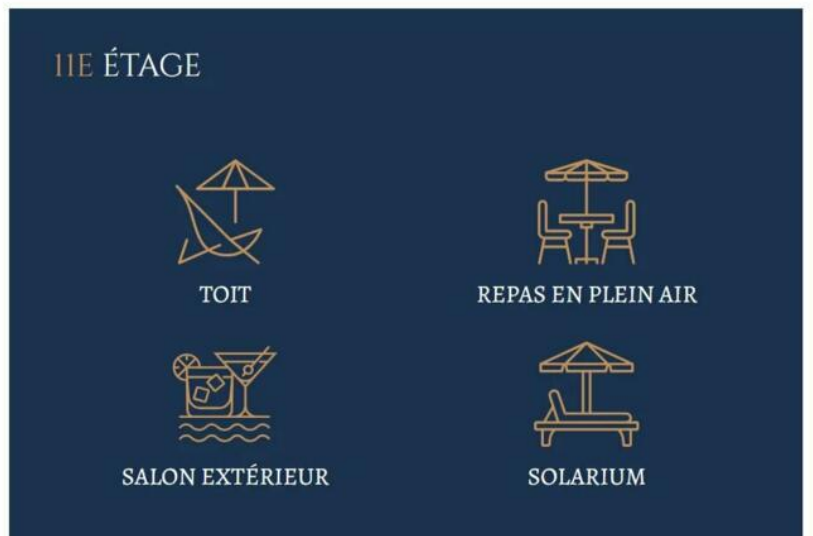 11E ÉTAGE
TOIT
REPAS EN PLEIN AIR
SALON EXTÉRIEUR
SOLARIUM